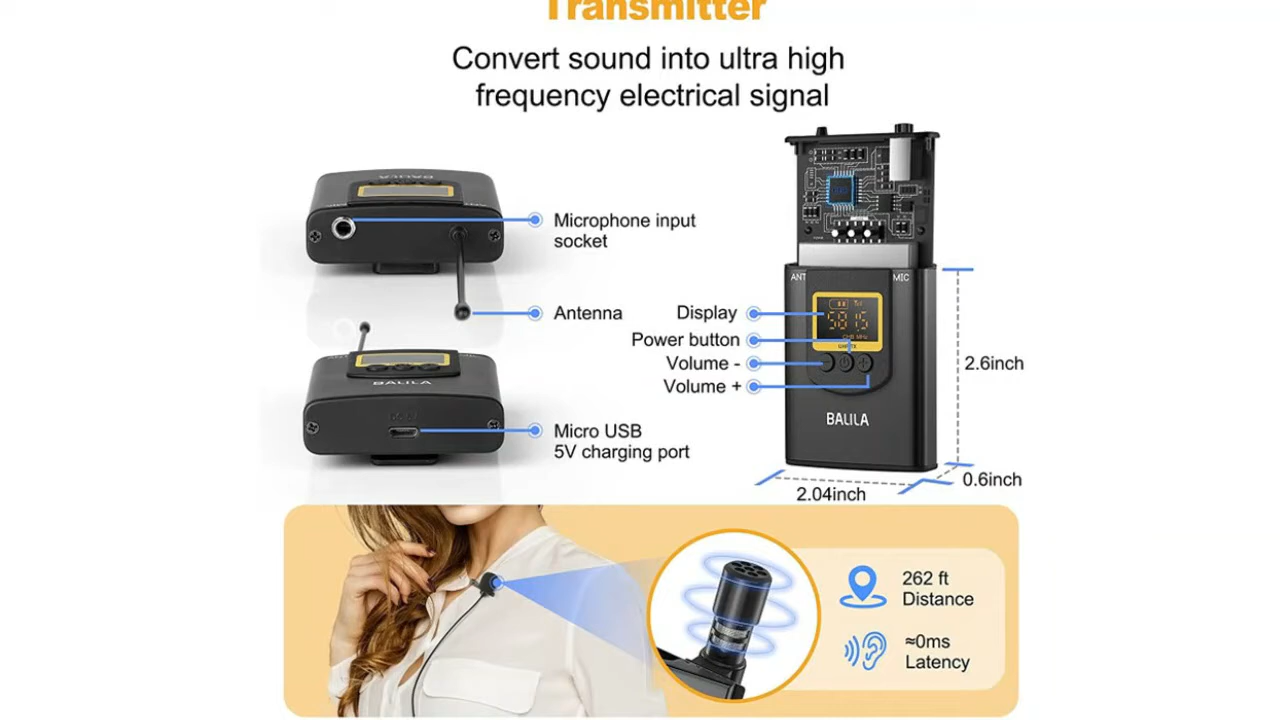 Transmitter
Convert sound into ultra high
frequency electrical signal
BALILA
Microphone input
socket
Antenna
BALILA
Micro USB
5V charging port
ANT
MIC
Display
Power button
Volume -
Volume +
BALILA
2.6inch
0.6inch
2.04inch
262 ft
Distance
≈0ms
Latency